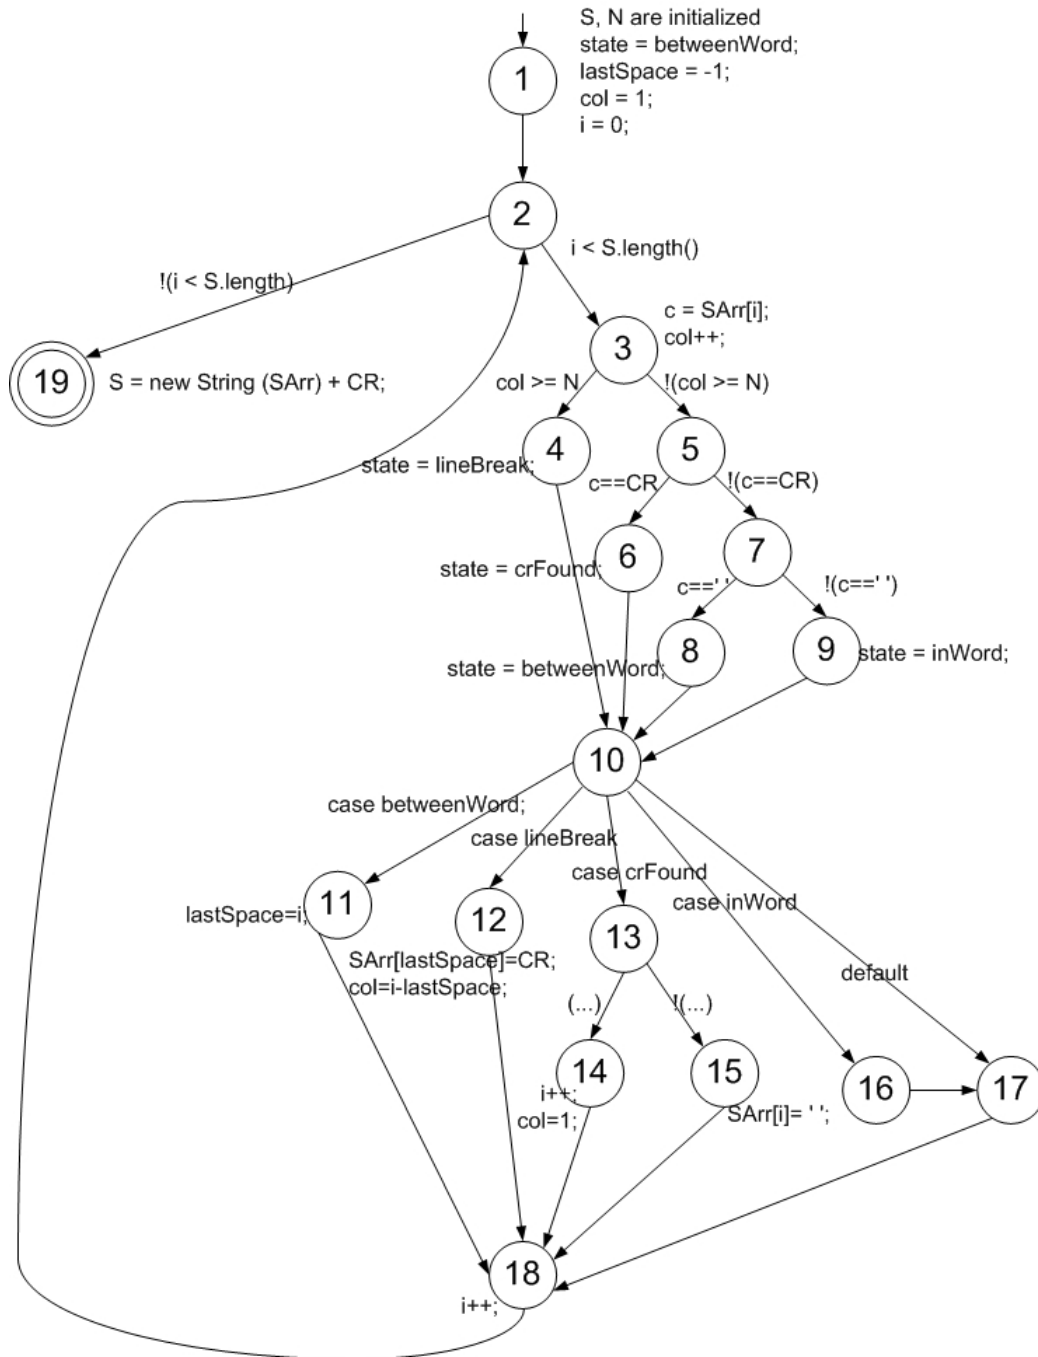 S, N are initialized
state = betweenWord;
lastSpace = -1;
col = 1;
i = 0;
1
2
i < S.length()
!(i < S.length)
c = SArr[i];
col++;
3
19
S = new String (SArr) + CR;
col >= N
!(col >= N)
4
5
state = lineBreak;
c==CR
!(c==CR)
6
7
state = crFound;
c==' '
!(c==' ')
8
9
state = betweenWord;
state = inWord;
10
case betweenWord;
case lineBreak
case crFound
case inWord
default
11
lastSpace=i;
12
SArr[lastSpace]=CR;
col=i-lastSpace;
13
(...)
!(...)
14
i++;
col=1;
15
SArr[i]= ' ';
16
17
18
i++;